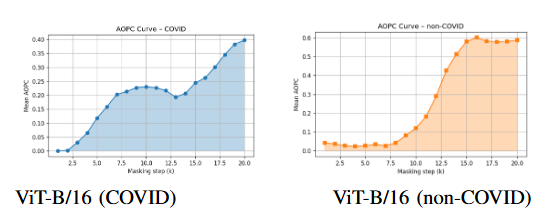 AOPC Curve – COVID
0.40
0.35
0.30
0.25
0.20
0.15
0.10
0.05
0.00
Mean AOPC
2.5 5.0 7.5 10.0 12.5 15.0 17.5 20.0
Masking step (k)
ViT-B/16 (COVID)
AOPC Curve – non-COVID
0.6
0.5
0.4
0.3
0.2
0.1
0.0
Mean AOPC
2.5 5.0 7.5 10.0 12.5 15.0 17.5 20.0
Masking step (k)
ViT-B/16 (non-COVID)